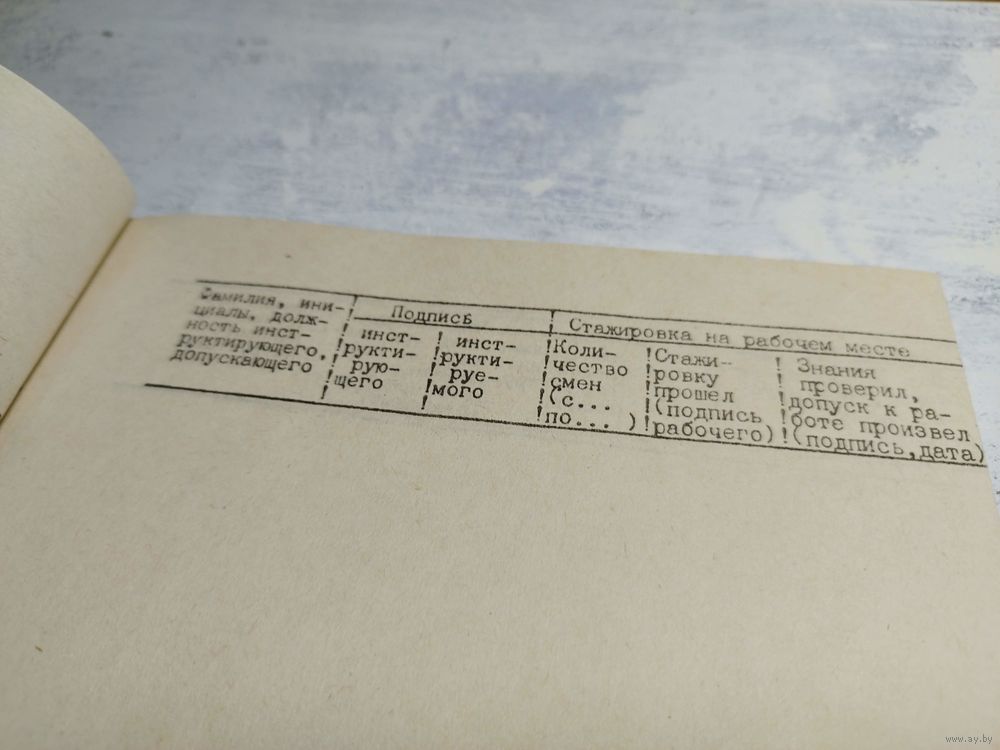 Фамилия, ини-
циалы, долж-
ность инст-
руктирующего,
допускающего
Подпись
инст-
рукти-
рую-
щего
инст-
рукти-
руе-
мого
Стажировка на рабочем месте
Коли-
чество
смен
(с...
по... )
Стажи-
ровку
прошел
(подпись
рабочего)
Знания
проверил,
допуск к ра-
боте произвел
(подпись, дата)
www.ay.by